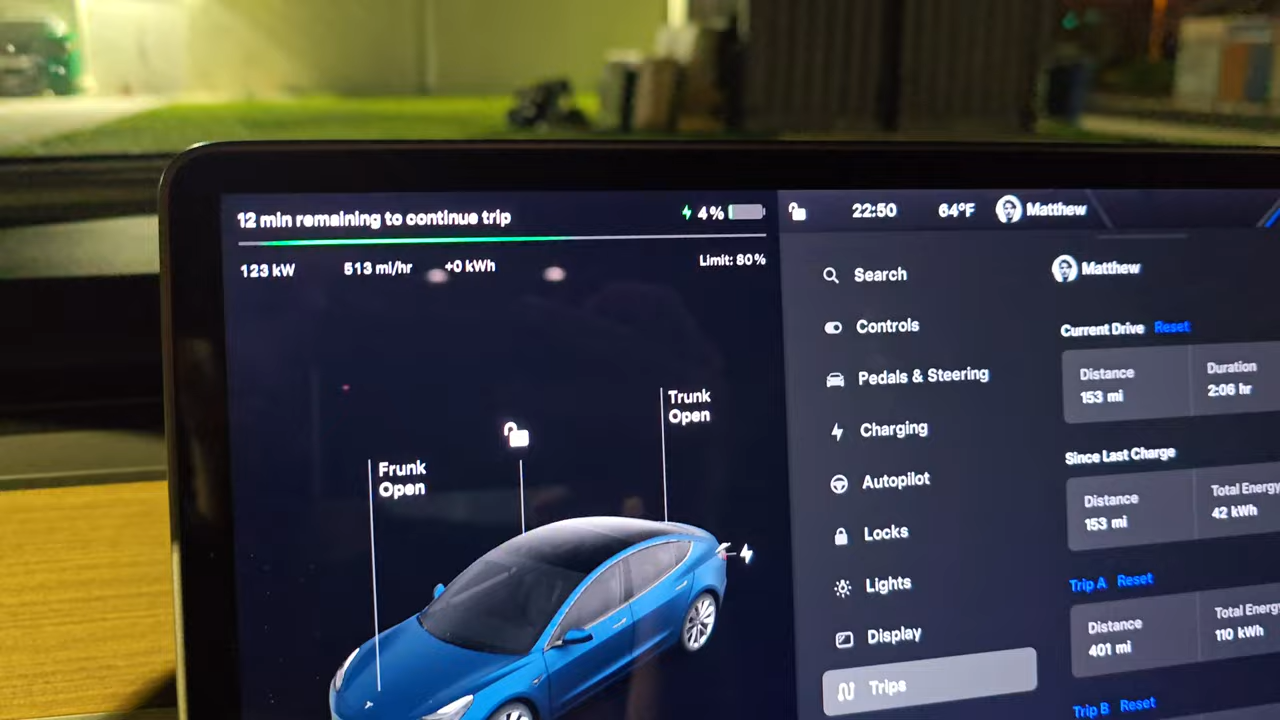 12 min remaining to continue trip
4%
123 kW
513 mi/hr
+0 kWh
Limit: 80%
Frunk
Open
Trunk
Open
22:50
64°F
Matthew
Search
Controls
Pedals & Steering
Charging
Autopilot
Locks
Lights
Display
Trips
Matthew
Current Drive Reset
Distance
153 mi
Duration
2:06 hr
Since Last Charge
Distance
153 mi
Total Energy
42 kWh
Trip A Reset
Distance
401 mi
Total Energy
110 kWh
Trip B Reset